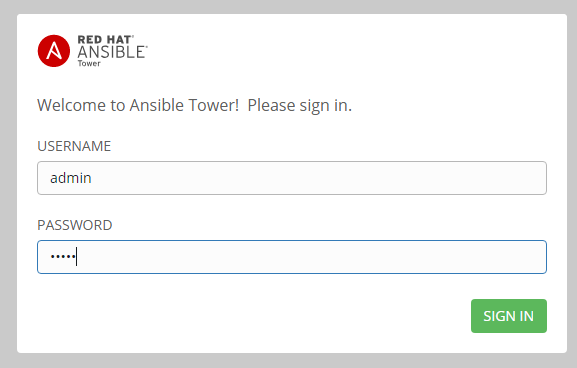 RED HAT®
ANSIBLE®
Tower
Welcome to Ansible Tower!  Please sign in.
USERNAME
admin
PASSWORD
•••••
SIGN IN